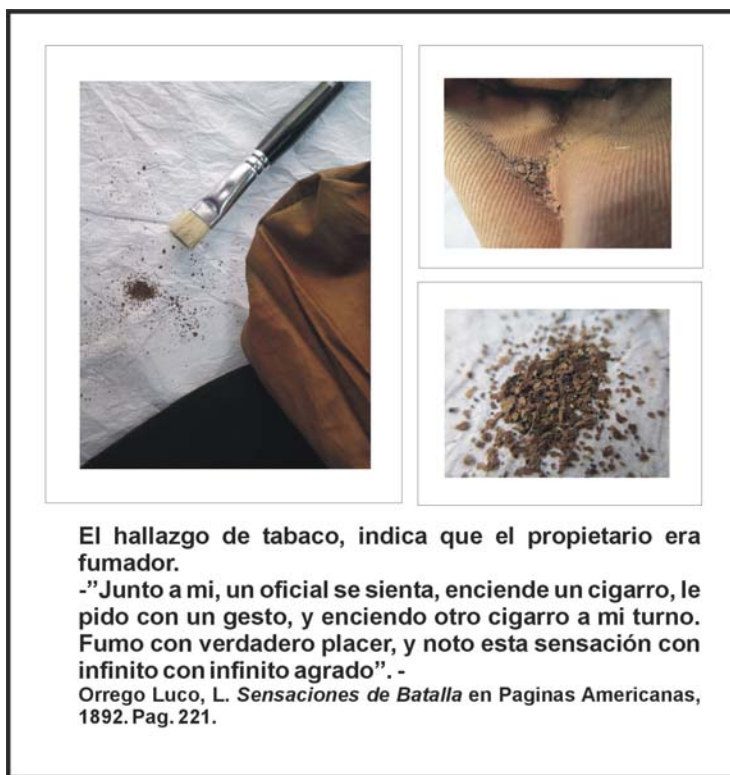 El hallazgo de tabaco, indica que el propietario era
fumador.
-”Junto a mi, un oficial se sienta, enciende un cigarro, le
pido con un gesto, y enciendo otro cigarro a mi turno.
Fumo con verdadero placer, y noto esta sensación con
infinito con infinito agrado”. -
Orrego Luco, L. Sensaciones de Batalla en Paginas Americanas,
1892. Pag. 221.